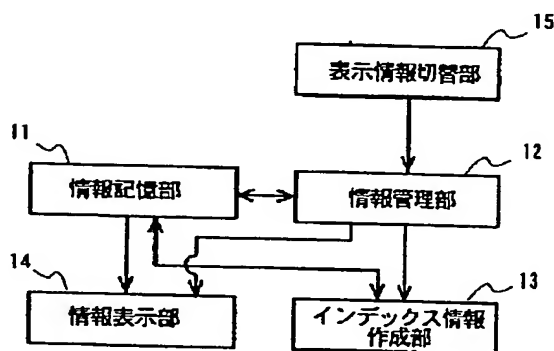 15
表示情報切替部
11
情報記憶部
12
情報管理部
14
情報表示部
13
インデックス情報
作成部